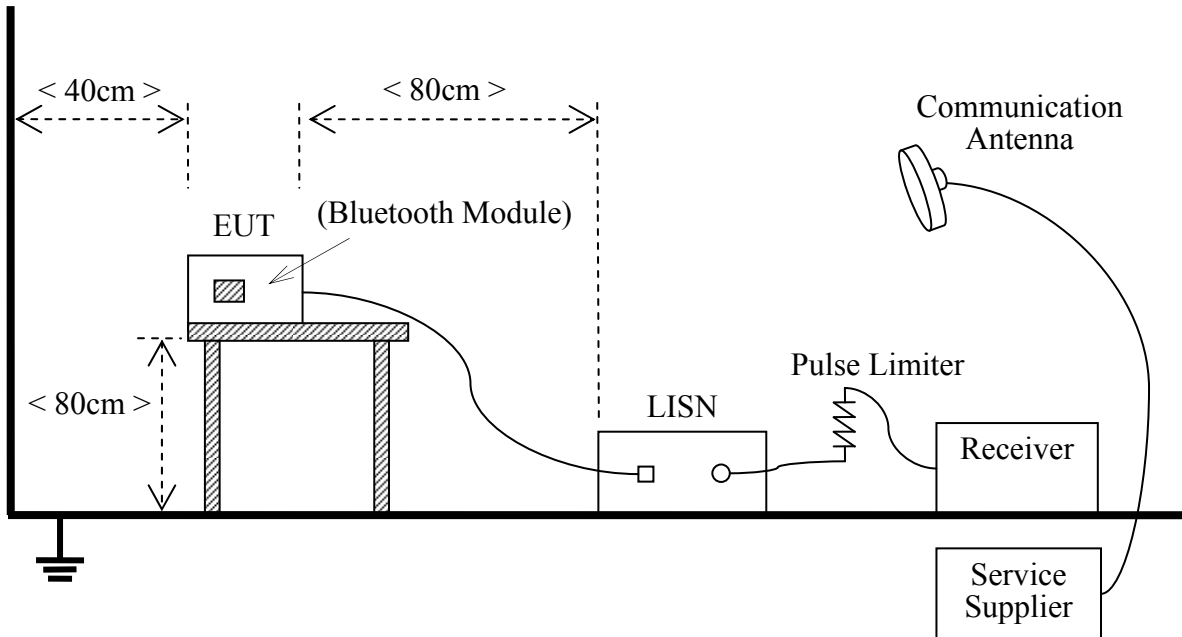 < 40cm >
< 80cm >
Communication
Antenna
EUT
(Bluetooth Module)
Pulse Limiter
< 80cm >
LISN
Receiver
Service
Supplier